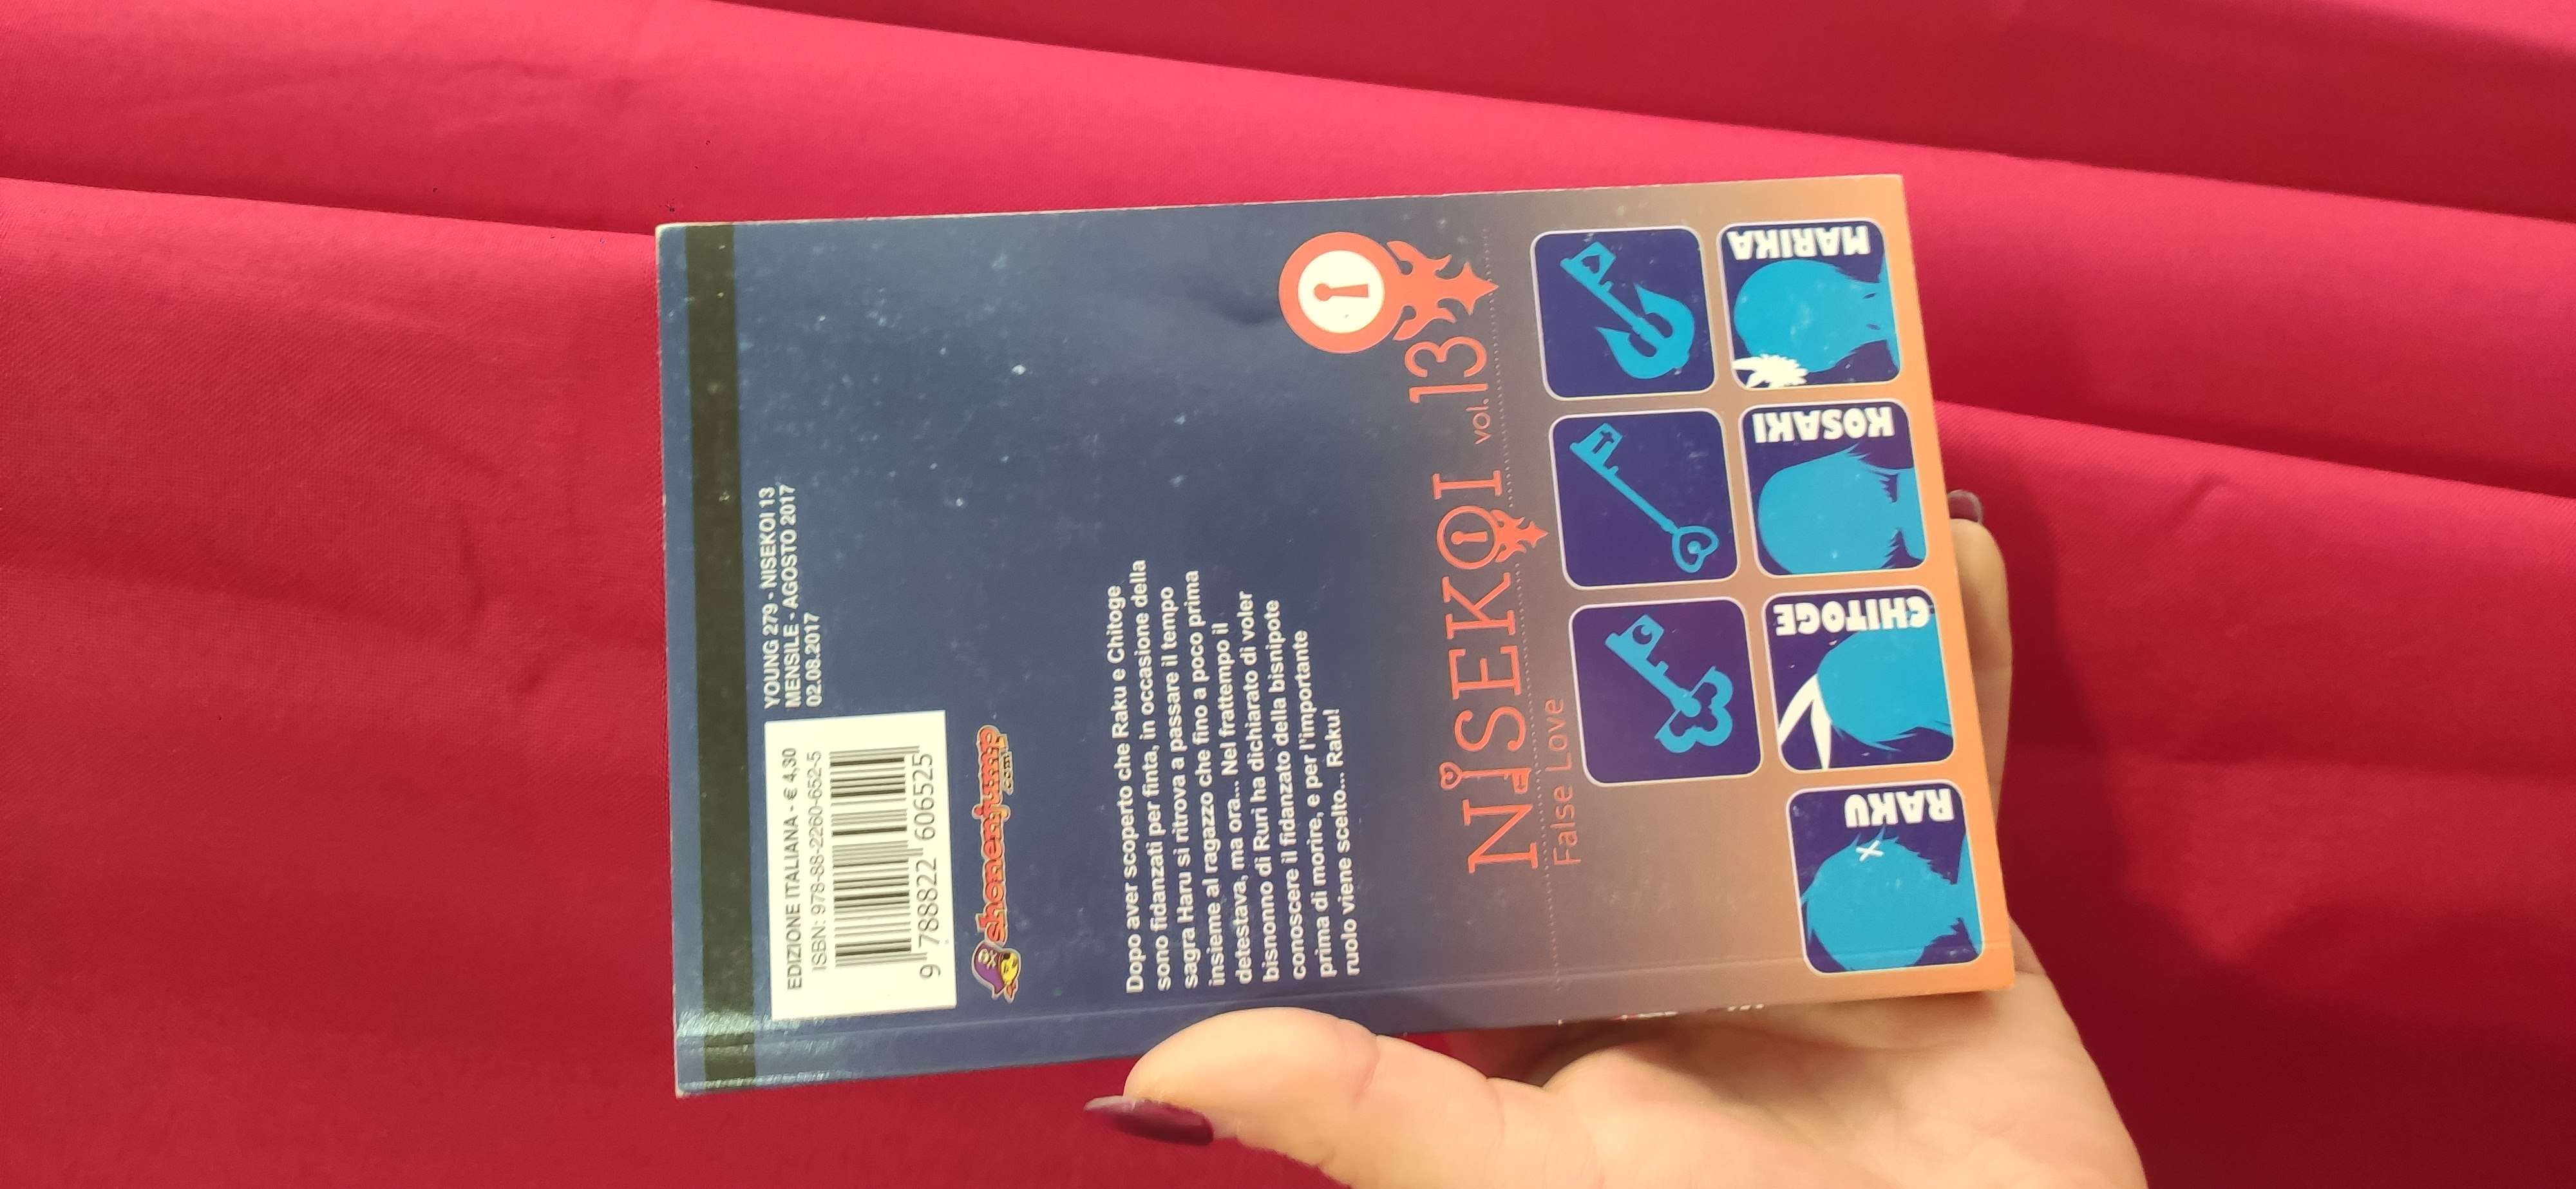 YOUNG 279 - NISEKOI 13
MENSILE - AGOSTO 2017
02.08.2017
EDIZIONE ITALIANA - € 4,30
ISBN: 978-88-2260-652-5
9 788822 606525
shonenjump
.com
Dopo aver scoperto che Raku e Chitoge
sono fidanzati per finta, in occasione della
sagra Haru si ritrova a passare il tempo
insieme al ragazzo che fino a poco prima
detestava, ma ora... Nel frattempo il
bisnonno di Ruri ha dichiarato di voler
conoscere il fidanzato della bisnipote
prima di morire, e per l'importante
ruolo viene scelto... Raku!
NISEKOI vol.13
False Love
RAKU
CHITOGE
KOSAKI
MARIKA